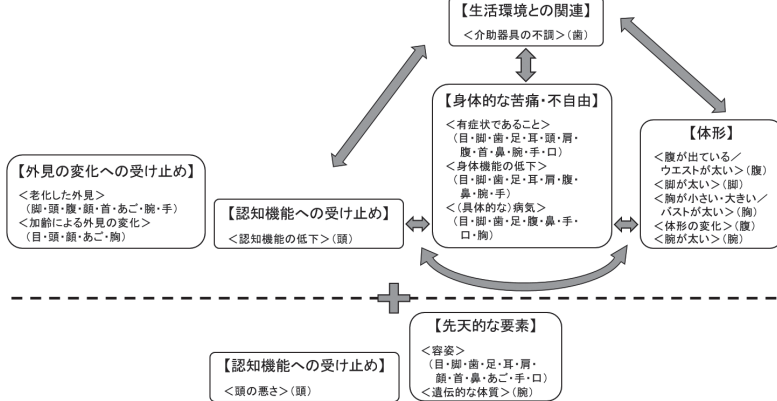 【生活環境との関連】
＜介助器具の不調＞（歯）
【身体的な苦痛・不自由】
＜有症状であること＞
（目・脚・歯・足・耳・頭・肩・
腹・首・鼻・腕・手・口）
＜身体機能の低下＞
（目・脚・歯・足・耳・肩・腹・
鼻・腕・手）
＜（具体的な）病気＞
（目・脚・歯・足・腹・鼻・手・
口・胸）
【体形】
＜腹が出ている／
ウエストが太い＞（腹）
＜脚が太い＞（脚）
＜胸が小さい・大きい／
バストが太い＞（胸）
＜体形の変化＞（腹）
＜腕が太い＞（腕）
【外見の変化への受け止め】
＜老化した外見＞
（脚・頭・腹・顔・首・あご・腕・手）
＜加齢による外見の変化＞
（目・頭・顔・あご・胸）
【認知機能への受け止め】
＜認知機能の低下＞（頭）
【先天的な要素】
＜容姿＞
（目・脚・歯・足・耳・肩・
顔・首・鼻・あご・手・口）
＜遺伝的な体質＞（腕）
【認知機能への受け止め】
＜頭の悪さ＞（頭）